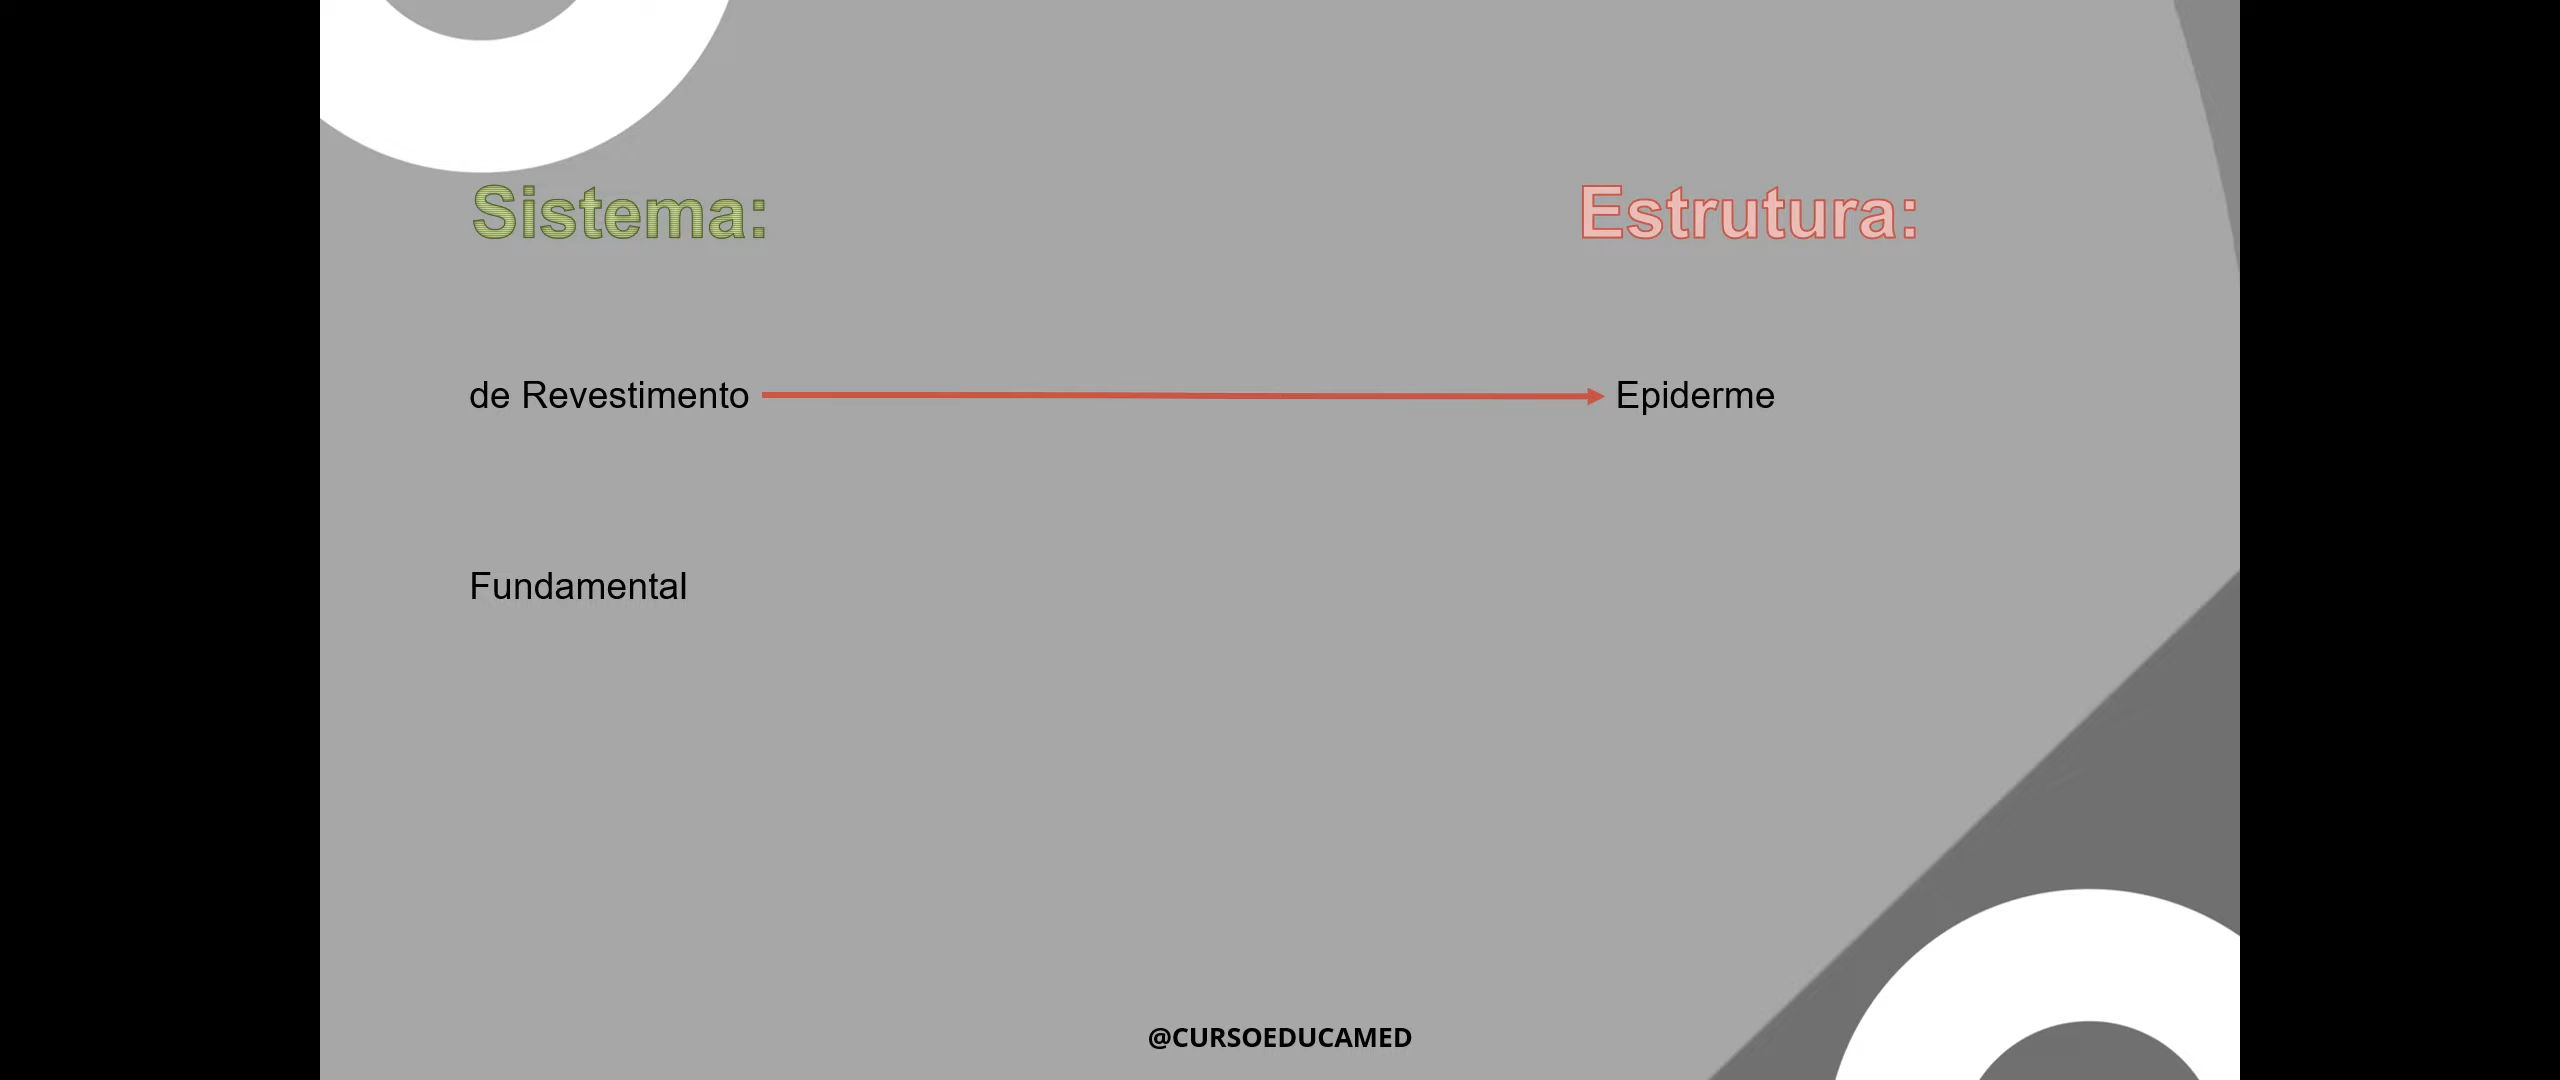 Sistema:
Estrutura:
de Revestimento
Epiderme
Fundamental
@CURSOEDUCAMED